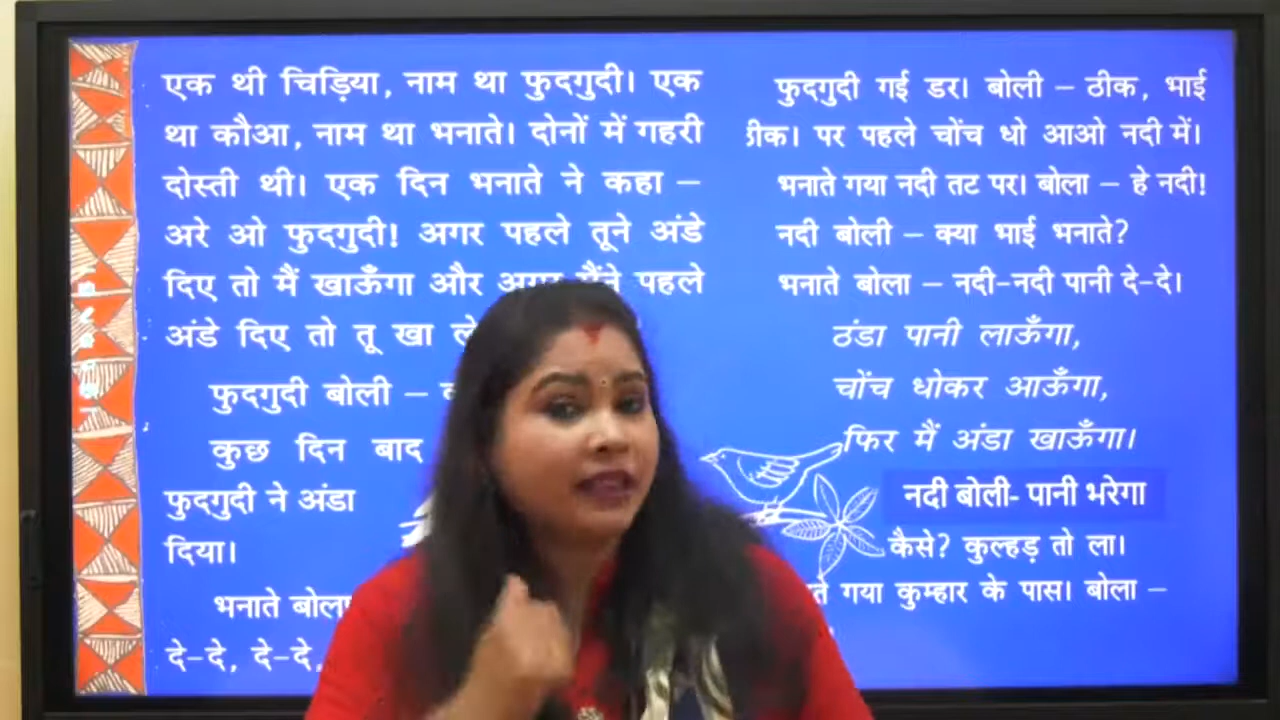 एक थी चिड़िया, नाम था फुदगुदी। एक
था कौआ, नाम था भनाते। दोनों में गहरी
दोस्ती थी। एक दिन भनाते ने कहा –
अरे ओ फुदगुदी! अगर पहले तूने अंडे
दिए तो मैं खाऊँगा और अगर मैंने पहले
अंडे दिए तो तू खा
फुदगुदी बोली –
कुछ दिन बाद
फुदगुदी ने अंडा
दिया।
भनाते बोला
दे-दे, दे-दे,
फुदगुदी गई डर। बोली – ठीक, भाई
ठीक। पर पहले चोंच धो आओ नदी में।
भनाते गया नदी तट पर। बोला – हे नदी!
नदी बोली – क्या भाई भनाते?
भनाते बोला – नदी-नदी पानी दे-दे।
ठंडा पानी लाऊँगा,
चोंच धोकर आऊँगा,
फिर मैं अंडा खाऊँगा।
नदी बोली- पानी भरेगा
कैसे? कुल्हड़ तो ला।
गया कुम्हार के पास। बोला –